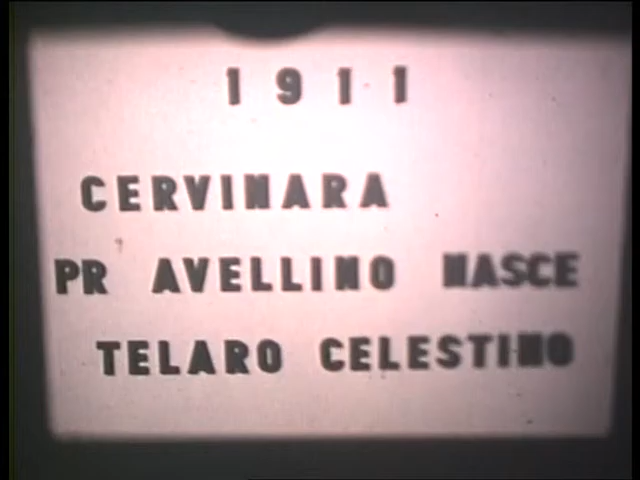 1911
CERVINARA
PR AVELLINO NASCE
TELARO CELESTINO